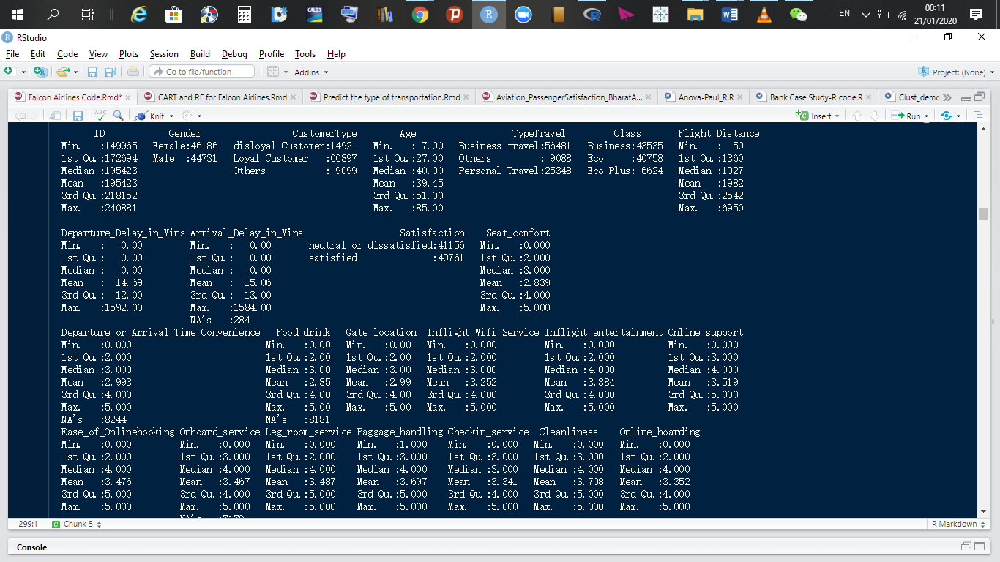 00:11
EN
21/01/2020
RStudio
File Edit Code View Plots Session Build Debug Profile Tools Help
Go to file/function Addins Project: (None)
Falcon Airlines Code.Rmd* CART and RF for Falcon Airlines.Rmd Predict the type of transportation.Rmd Aviation_PassengerSatisfaction_BharatA... Anova-Paul_R.R Bank Case Study-R code.R Clust_demo
ABC Knit Insert Run
ID Gender CustomerType Age TypeTravel Class Flight_Distance
Min. :149965 Female:46186 disloyal Customer:14921 Min. : 7.00 Business travel:56481 Business:43535 Min. : 50
1st Qu.:172694 Male :44731 Loyal Customer :66897 1st Qu.:27.00 Others : 9088 Eco :40758 1st Qu.:1360
Median :195423 Others : 9099 Median :40.00 Personal Travel:25348 Eco Plus: 6624 Median :1927
Mean :195423 Mean :39.45 Mean :1982
3rd Qu.:218152 3rd Qu.:51.00 3rd Qu.:2542
Max. :240881 Max. :85.00 Max. :6950
Departure_Delay_in_Mins Arrival_Delay_in_Mins Satisfaction Seat_comfort
Min. : 0.00 Min. : 0.00 neutral or dissatisfied:41156 Min. :0.000
1st Qu.: 0.00 1st Qu.: 0.00 satisfied :49761 1st Qu.:2.000
Median : 0.00 Median : 0.00 Median :3.000
Mean : 14.69 Mean : 15.06 Mean :2.839
3rd Qu.: 12.00 3rd Qu.: 13.00 3rd Qu.:4.000
Max. :1592.00 Max. :1584.00 Max. :5.000
NA's :284
Departure_or_Arrival_Time_Convenience Food_drink Gate_location Inflight_Wifi_Service Inflight_entertainment Online_support
Min. :0.000 Min. :0.00 Min. :0.00 Min. :0.000 Min. :0.000 Min. :0.000
1st Qu.:2.000 1st Qu.:2.00 1st Qu.:2.00 1st Qu.:2.000 1st Qu.:2.000 1st Qu.:3.000
Median :3.000 Median :3.00 Median :3.00 Median :3.000 Median :4.000 Median :4.000
Mean :2.993 Mean :2.85 Mean :2.99 Mean :3.252 Mean :3.384 Mean :3.519
3rd Qu.:4.000 3rd Qu.:4.00 3rd Qu.:4.00 3rd Qu.:4.000 3rd Qu.:4.000 3rd Qu.:5.000
Max. :5.000 Max. :5.00 Max. :5.00 Max. :5.000 Max. :5.000 Max. :5.000
NA's :8244 NA's :8181
Ease_of_Onlinebooking Onboard_service Leg_room_service Baggage_handling Checkin_service Cleanliness Online_boarding
Min. :0.000 Min. :0.000 Min. :0.000 Min. :1.000 Min. :0.000 Min. :0.000 Min. :0.000
1st Qu.:2.000 1st Qu.:3.000 1st Qu.:2.000 1st Qu.:3.000 1st Qu.:3.000 1st Qu.:3.000 1st Qu.:2.000
Median :4.000 Median :4.000 Median :4.000 Median :4.000 Median :3.000 Median :4.000 Median :4.000
Mean :3.476 Mean :3.467 Mean :3.487 Mean :3.697 Mean :3.341 Mean :3.708 Mean :3.352
3rd Qu.:5.000 3rd Qu.:4.000 3rd Qu.:5.000 3rd Qu.:5.000 3rd Qu.:4.000 3rd Qu.:5.000 3rd Qu.:4.000
Max. :5.000 Max. :5.000 Max. :5.000 Max. :5.000 Max. :5.000 Max. :5.000 Max. :5.000
299:1 Chunk 5 R Markdown
Console